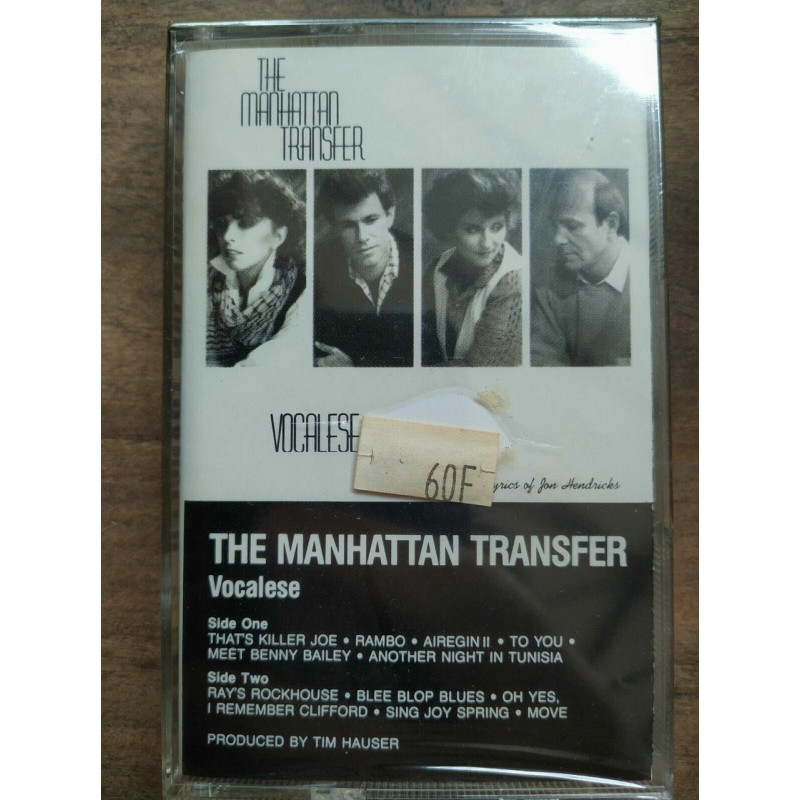 THE
MANHATTAN
TRANSFER
VOCALESE
60F
lyrics of Jon Hendricks
THE MANHATTAN TRANSFER
Vocalese
Side One
THAT'S KILLER JOE • RAMBO • AIREGIN II • TO YOU •
MEET BENNY BAILEY • ANOTHER NIGHT IN TUNISIA
Side Two
RAY'S ROCKHOUSE • BLEE BLOP BLUES • OH YES,
I REMEMBER CLIFFORD • SING JOY SPRING • MOVE
PRODUCED BY TIM HAUSER